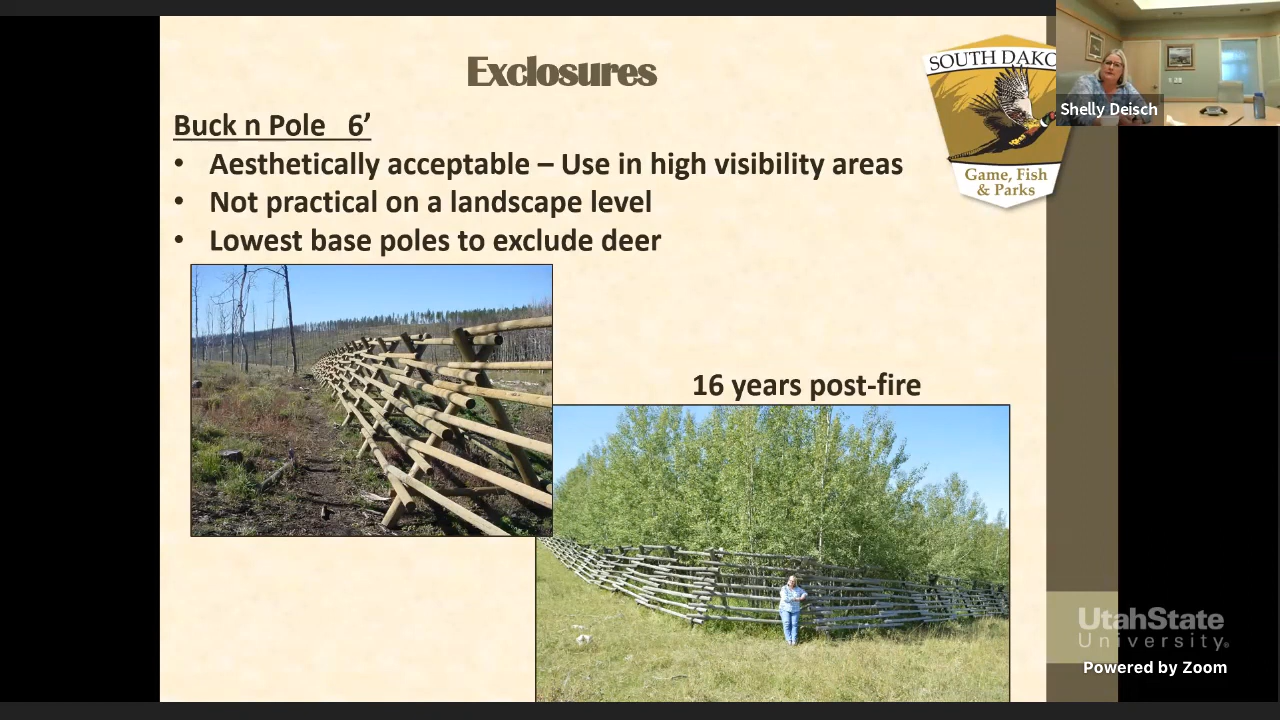 Exclosures
Buck n Pole 6’
• Aesthetically acceptable – Use in high visibility areas
• Not practical on a landscape level
• Lowest base poles to exclude deer
16 years post-fire
SOUTH DAKO
Game, Fish
& Parks
Shelly Deisch
UtahState
University®
Powered by Zoom